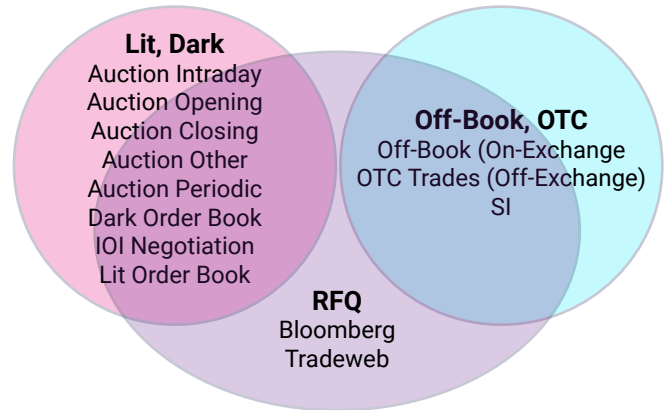 Lit, Dark
Auction Intraday
Auction Opening
Auction Closing
Auction Other
Auction Periodic
Dark Order Book
IOI Negotiation
Lit Order Book
Off-Book, OTC
Off-Book (On-Exchange
OTC Trades (Off-Exchange)
SI
RFQ
Bloomberg
Tradeweb